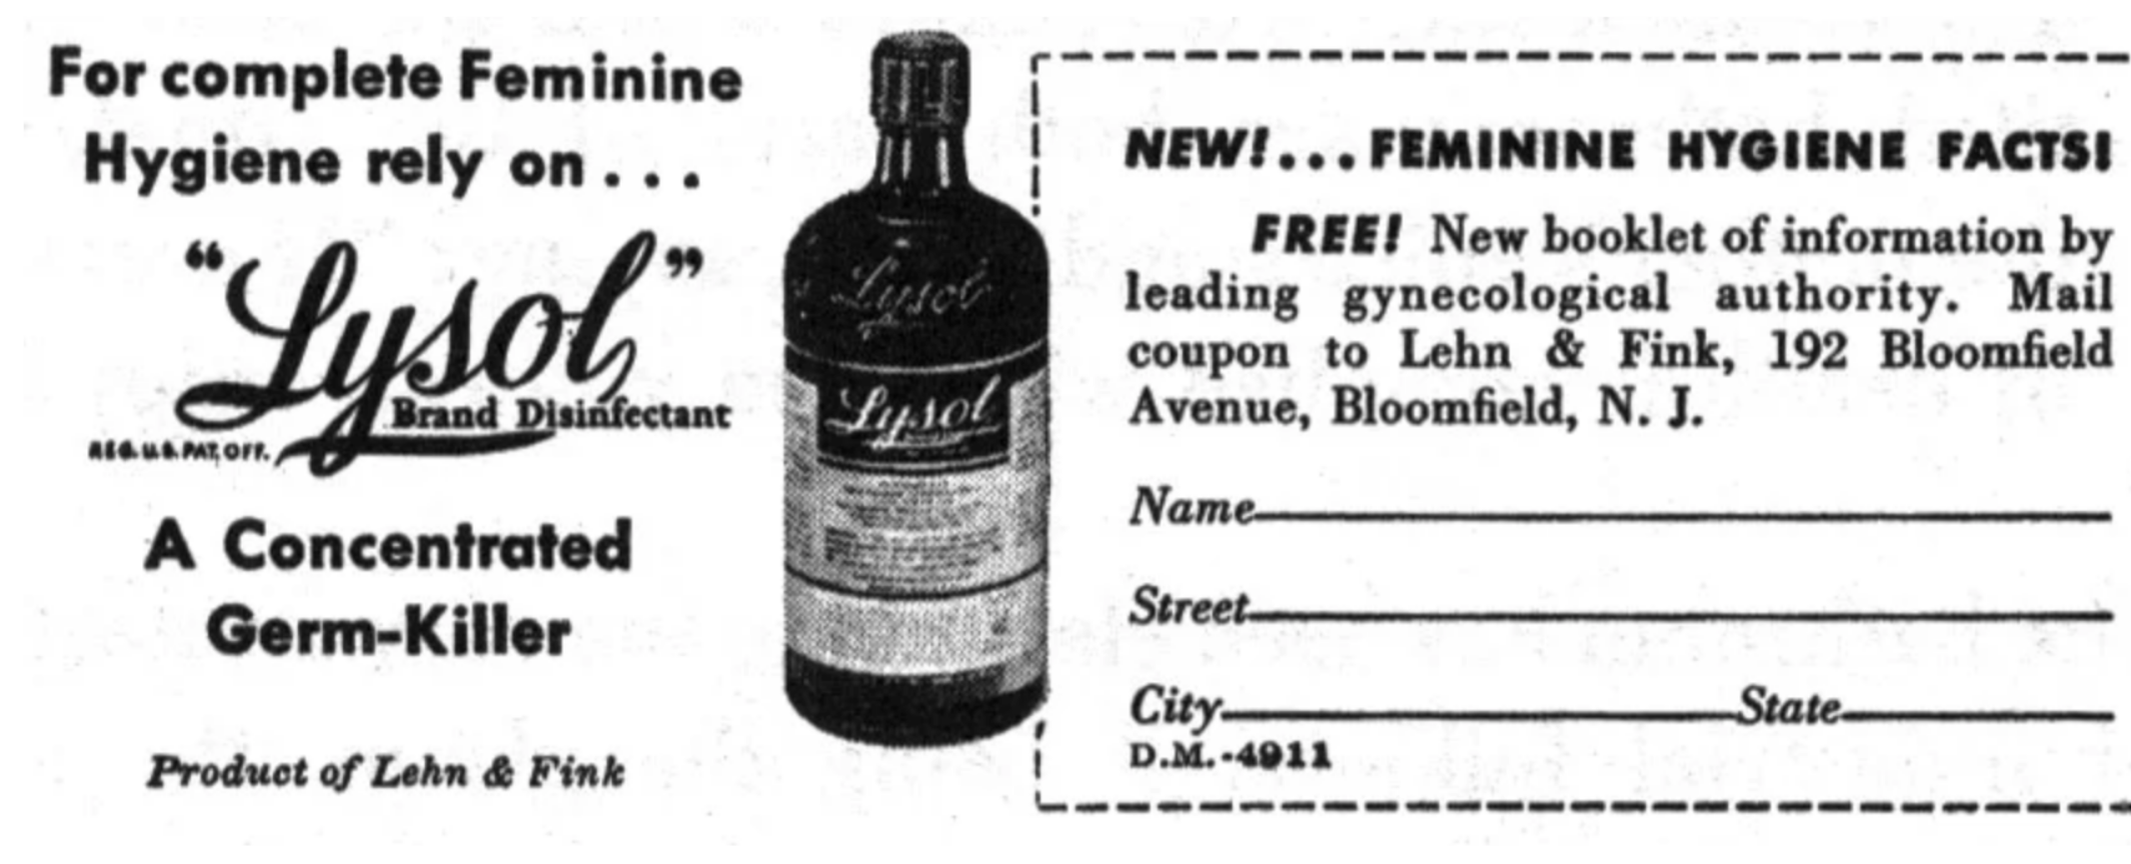 For complete Feminine
Hygiene rely on . . .
"Lysol"
Brand Disinfectant
REG. U.S. PAT. OFF.
A Concentrated
Germ-Killer
Product of Lehn & Fink
Lysol
Lysol
NEW!...FEMININE HYGIENE FACTS!
FREE! New booklet of information by
leading gynecological authority. Mail
coupon to Lehn & Fink, 192 Bloomfield
Avenue, Bloomfield, N. J.
Name
Street
City State
D.M.-4911